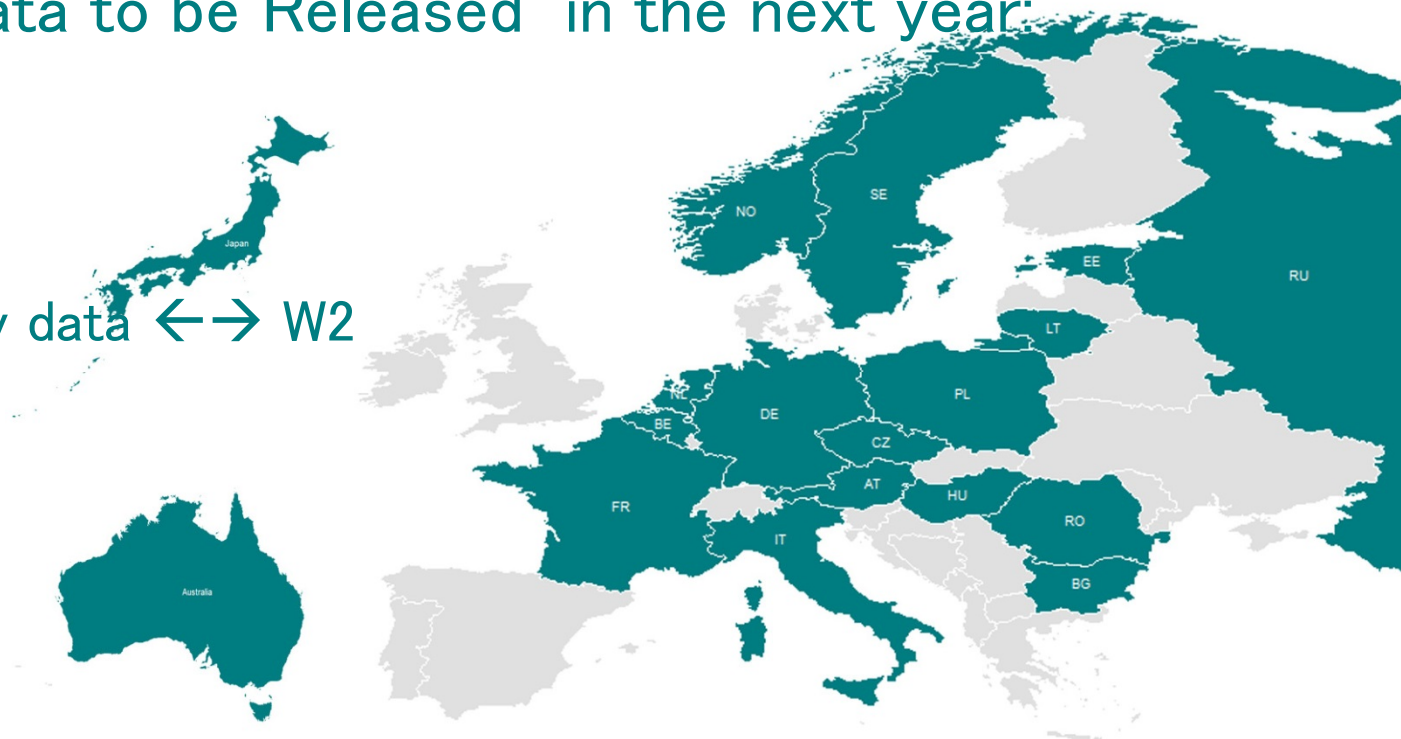 ata to be Released in the next year:
Japan
data ←→ W2
Australia
NO
SE
EE
RU
LT
NL
BE
DE
PL
CZ
AT
HU
FR
IT
RO
BG